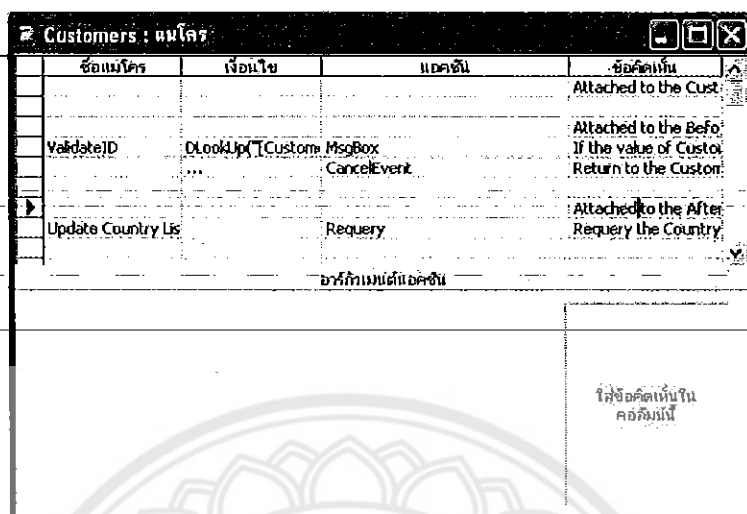 Customers : แมโคร
ชื่อแมโคร เงื่อนไข แอคชัน ข้อคิดเห็น
Attached to the Cust
Attached to the Befo
ValidateID DLookUp("[Custom MsgBox If the value of Custo
... CancelEvent Return to the Custom
Attached to the After
Update Country Lis Requery Requery the Country
อาร์กิวเมนต์แอคชัน
ใส่ข้อคิดเห็นใน
คอลัมน์นี้